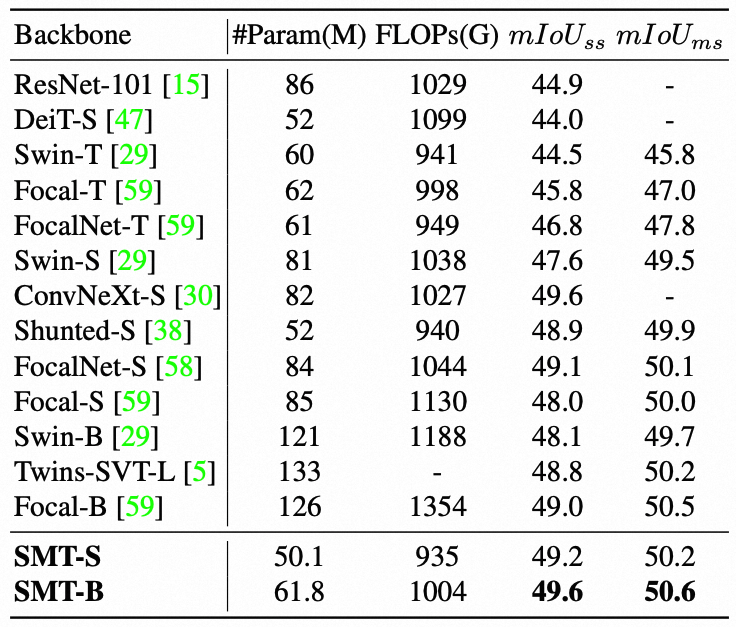 Backbone #Param(M) FLOPs(G) mIoU_ss mIoU_ms
ResNet-101 [15] 86 1029 44.9 -
DeiT-S [47] 52 1099 44.0 -
Swin-T [29] 60 941 44.5 45.8
Focal-T [59] 62 998 45.8 47.0
FocalNet-T [59] 61 949 46.8 47.8
Swin-S [29] 81 1038 47.6 49.5
ConvNeXt-S [30] 82 1027 49.6 -
Shunted-S [38] 52 940 48.9 49.9
FocalNet-S [58] 84 1044 49.1 50.1
Focal-S [59] 85 1130 48.0 50.0
Swin-B [29] 121 1188 48.1 49.7
Twins-SVT-L [5] 133 - 48.8 50.2
Focal-B [59] 126 1354 49.0 50.5
SMT-S 50.1 935 49.2 50.2
SMT-B 61.8 1004 49.6 50.6